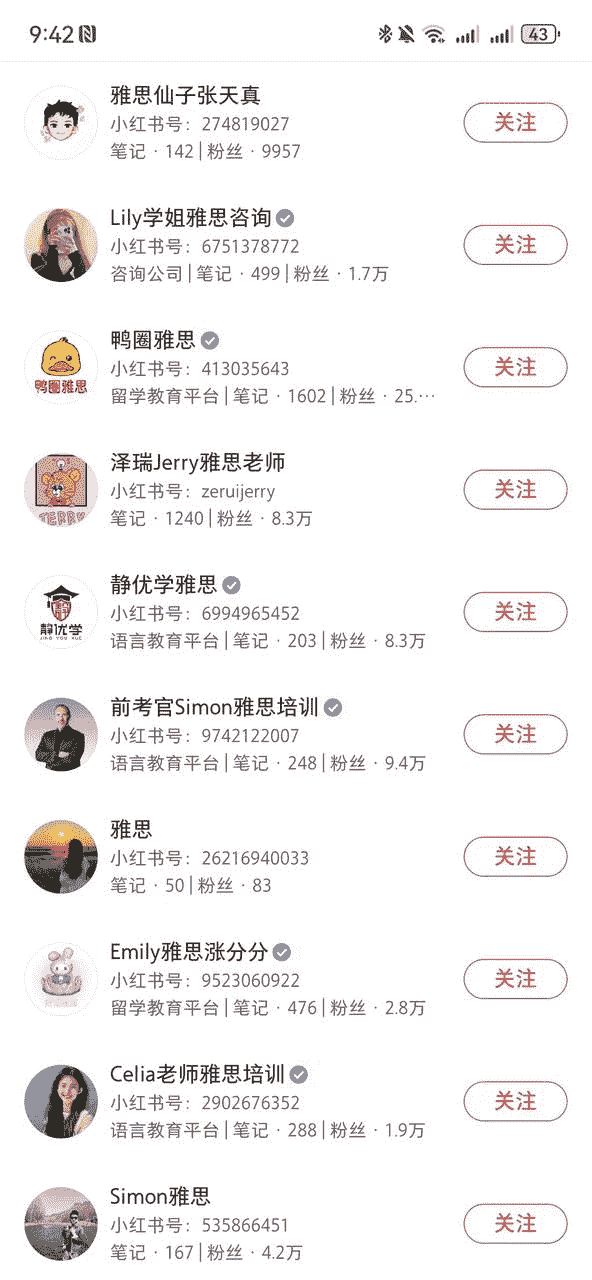 9:42
43
雅思仙子张天真
小红书号：274819027
笔记 · 142 | 粉丝 · 9957
关注
Lily学姐雅思咨询
小红书号：6751378772
咨询公司 | 笔记 · 499 | 粉丝 · 1.7万
关注
鸭圈雅思
小红书号：413035643
留学教育平台 | 笔记 · 1602 | 粉丝 · 25.…
关注
鸭圈雅思
泽瑞Jerry雅思老师
小红书号：zeruijerry
笔记 · 1240 | 粉丝 · 8.3万
关注
静优学雅思
小红书号：6994965452
语言教育平台 | 笔记 · 203 | 粉丝 · 8.3万
关注
静优学
JING YOU XUE
前考官Simon雅思培训
小红书号：9742122007
语言教育平台 | 笔记 · 248 | 粉丝 · 9.4万
关注
雅思
小红书号：26216940033
笔记 · 50 | 粉丝 · 83
关注
Emily雅思涨分分
小红书号：9523060922
留学教育平台 | 笔记 · 476 | 粉丝 · 2.8万
关注
Celia老师雅思培训
小红书号：2902676352
语言教育平台 | 笔记 · 288 | 粉丝 · 1.9万
关注
Simon雅思
小红书号：535866451
笔记 · 167 | 粉丝 · 4.2万
关注